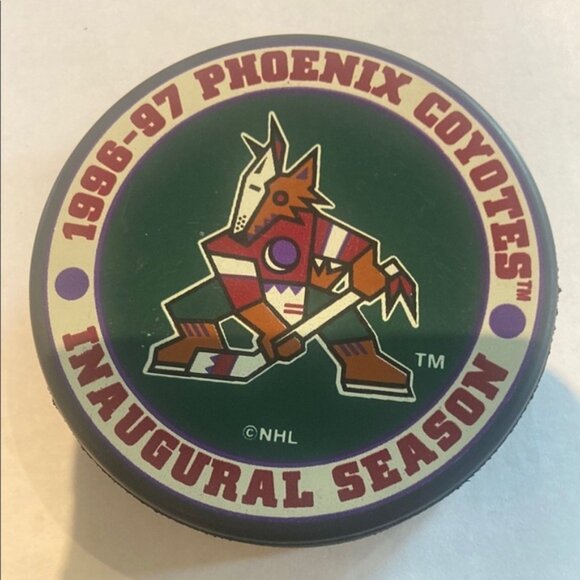 1996-97 PHOENIX COYOTES™
TM
©NHL
INAUGURAL SEASON